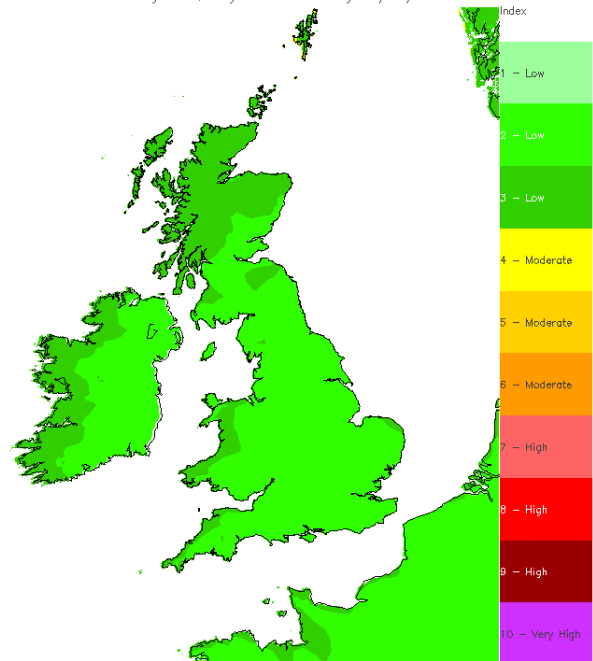 Index
1 – Low
2 – Low
3 – Low
4 – Moderate
5 – Moderate
6 – Moderate
7 – High
8 – High
9 – High
10 – Very High